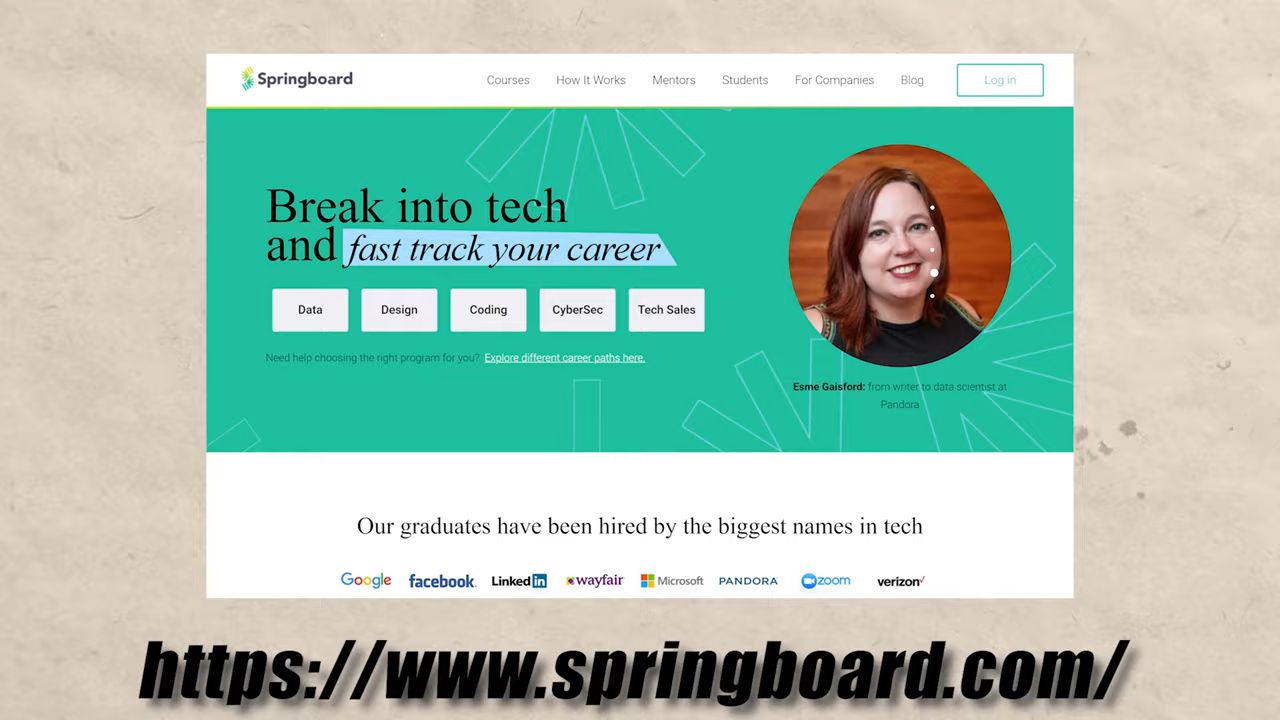 Springboard
Courses How It Works Mentors Students For Companies Blog Log in
Break into tech
and fast track your career
Data Design Coding CyberSec Tech Sales
Need help choosing the right program for you? Explore different career paths here.
Esme Gaisford: from writer to data scientist at
Pandora
Our graduates have been hired by the biggest names in tech
Google facebook. LinkedIn wayfair Microsoft PANDORA zoom verizon✓
https://www.springboard.com/